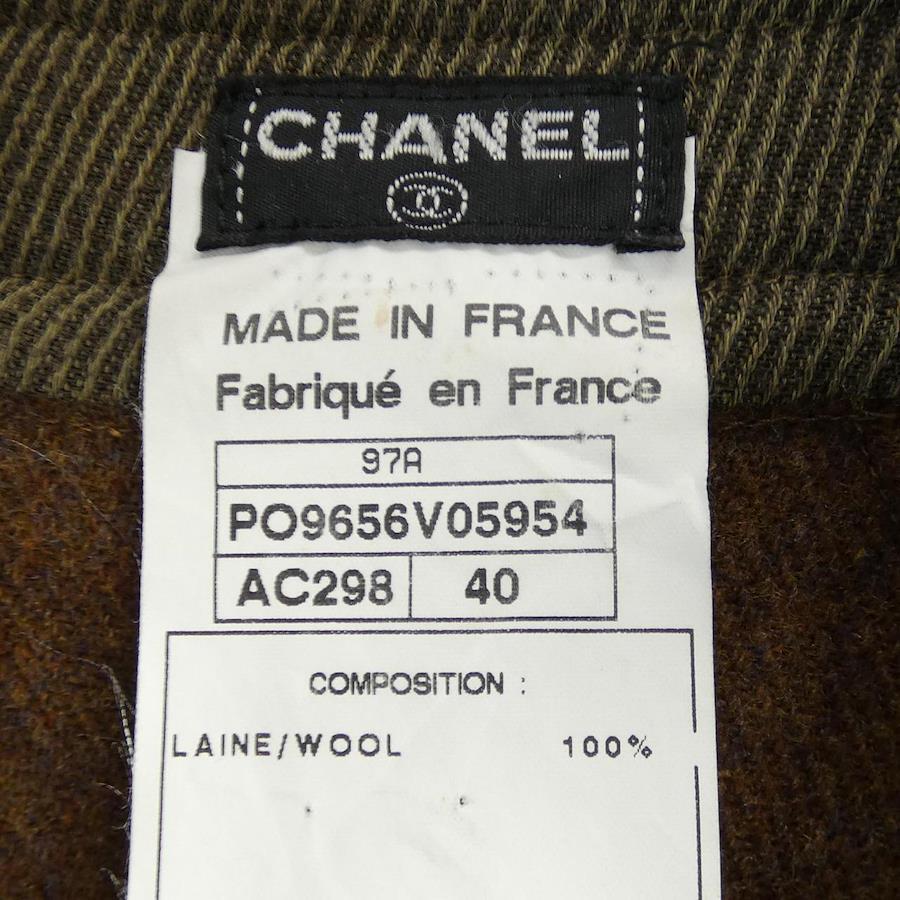 CHANEL
MADE IN FRANCE
Fabriqué en France
97A
PO9656V05954
AC298 40
COMPOSITION :
LAINE/WOOL 100%